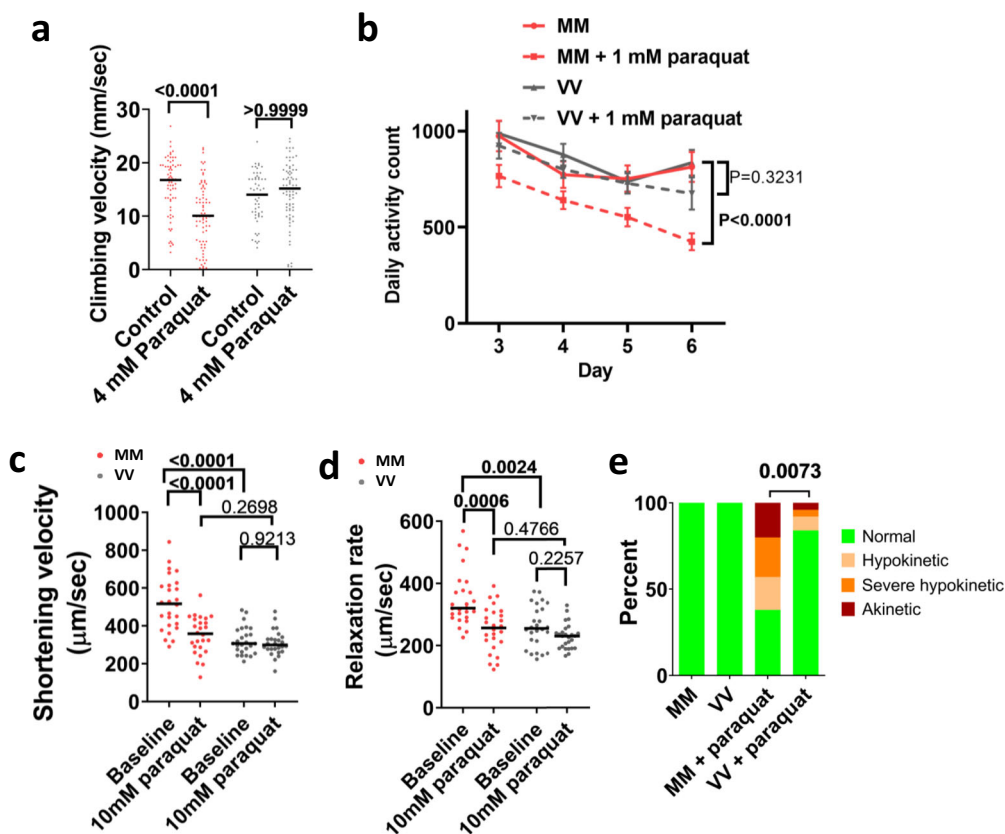 a
Climbing velocity (mm/sec)
<0.0001
>0.9999
30
20
10
0
Control
4 mM Paraquat
Control
4 mM Paraquat
b
MM
MM + 1 mM paraquat
VV
VV + 1 mM paraquat
Daily activity count
1000
500
0
P=0.3231
P<0.0001
3 4 5 6
Day
c
MM
VV
Shortening velocity
(μm/sec)
<0.0001
<0.0001
0.2698
0.9213
1000
800
600
400
200
0
Baseline
10mM paraquat
Baseline
10mM paraquat
d
MM
VV
Relaxation rate
(μm/sec)
0.0024
0.0006
0.4766
0.2257
600
400
200
0
Baseline
10mM paraquat
Baseline
10mM paraquat
e
0.0073
Percent
100
50
0
Normal
Hypokinetic
Severe hypokinetic
Akinetic
MM
VV
MM + paraquat
VV + paraquat